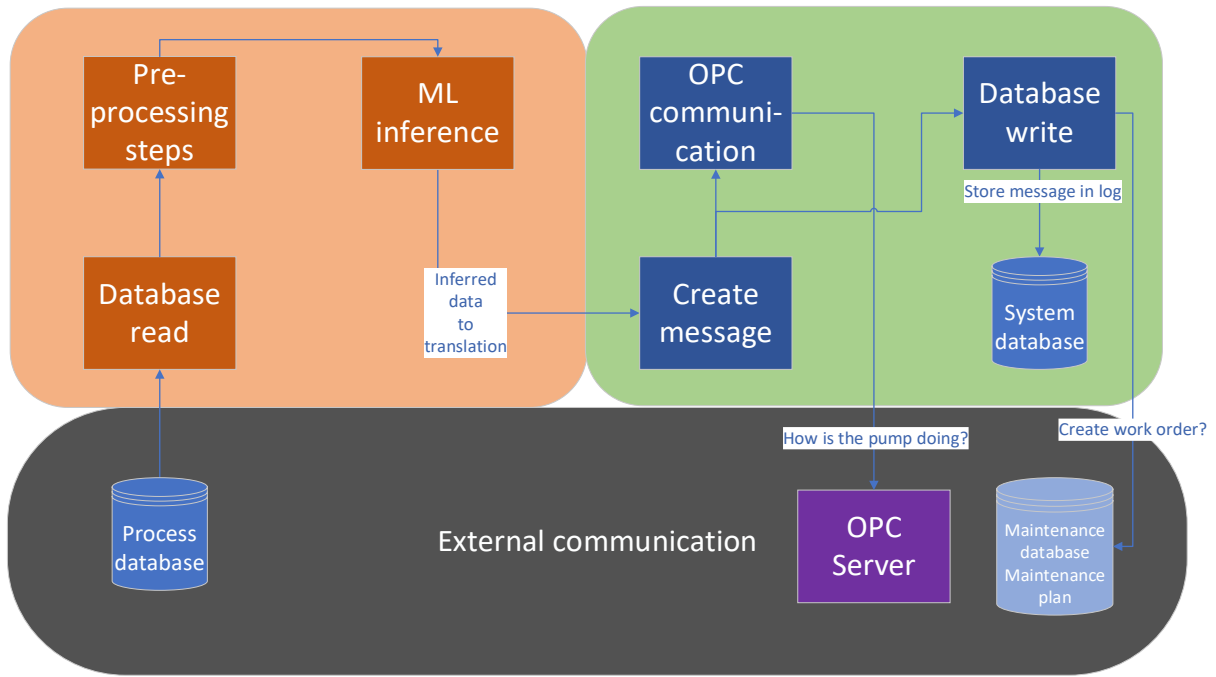 Pre-
processing
steps
ML
inference
OPC
communi-
cation
Database
write
Store message in log
Database
read
Inferred
data
to
translation
Create
message
System
database
How is the pump doing?
Create work order?
Process
database
External communication
OPC
Server
Maintenance
database
Maintenance
plan